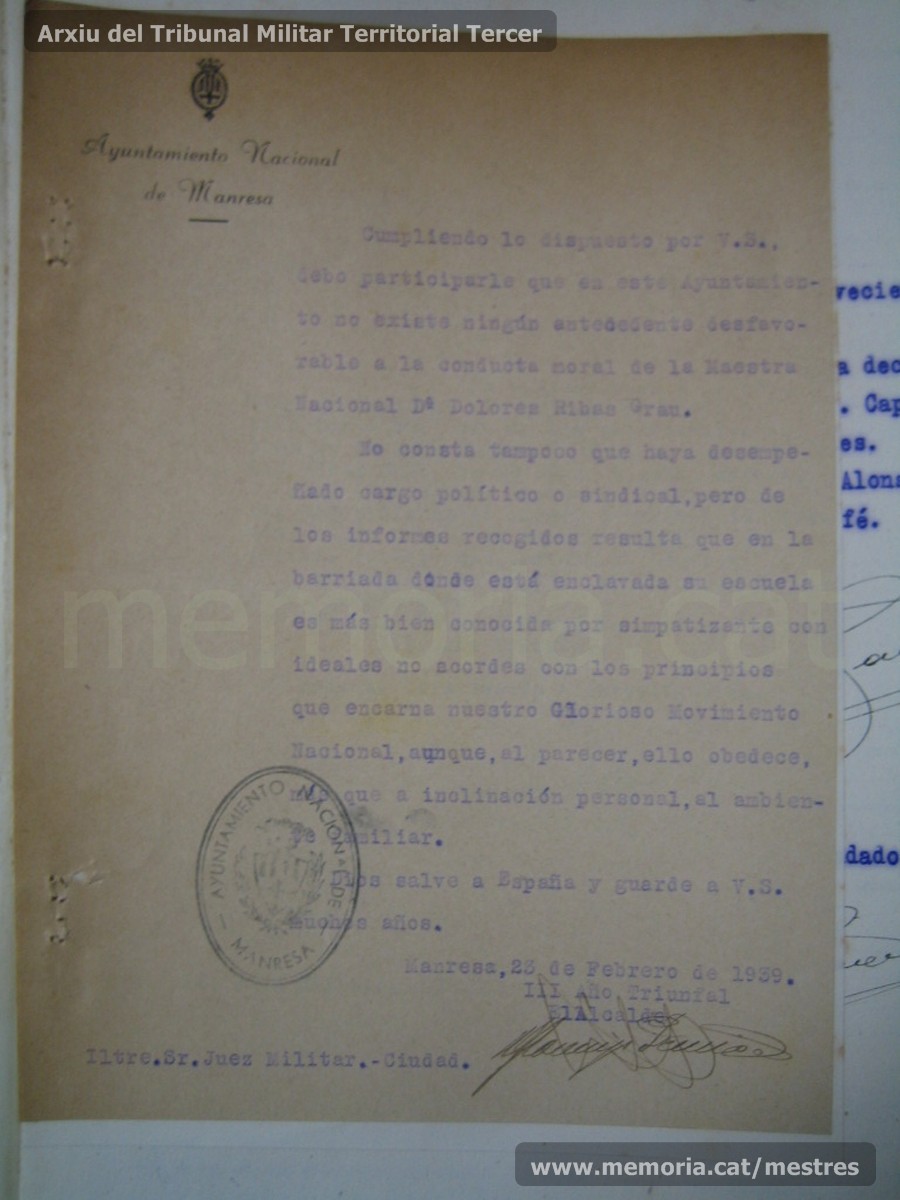 Arxiu del Tribunal Militar Territorial Tercer
Ayuntamiento Nacional
de Manresa
Cumpliendo lo dispuesto por V.S.,
debo participarle que en este Ayuntamien-
to no existe ningún antecedente desfavo-
rable a la conducta moral de la Maestra
Nacional Dª Dolores Ribas Grau.
No consta tampoco que haya desempe-
ñado cargo político o sindical,pero de
los informes recogidos resulta que en la
barriada donde está enclavada su escuela
es más bien conocida por simpatizante con
ideales no acordes con los principios
que encarna nuestro Glorioso Movimiento
Nacional,aunque,al parecer,ello obedece,
más que a inclinación personal,al ambien-
te familiar.
Dios salve a España y guarde a V.S.
muchos años.
Manresa,23 de Febrero de 1939.
III Año Triunfal
ElAlcalde
Iltre.Sr.Juez Militar.-Ciudad.
AYUNTAMIENTO NACIONAL DE
MANRESA
memoria.cat
vecie
a dec
. Cap
es.
Alons
fé.
dado
www.memoria.cat/mestres